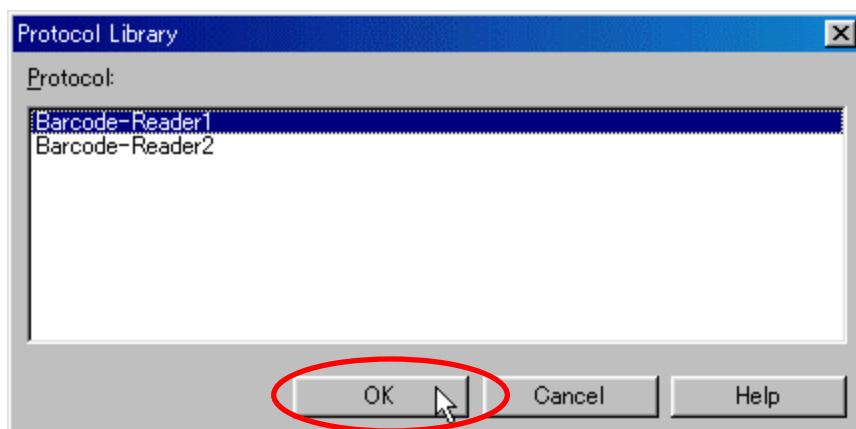 Protocol Library
Protocol:
Barcode-Reader1
Barcode-Reader2
OK Cancel Help